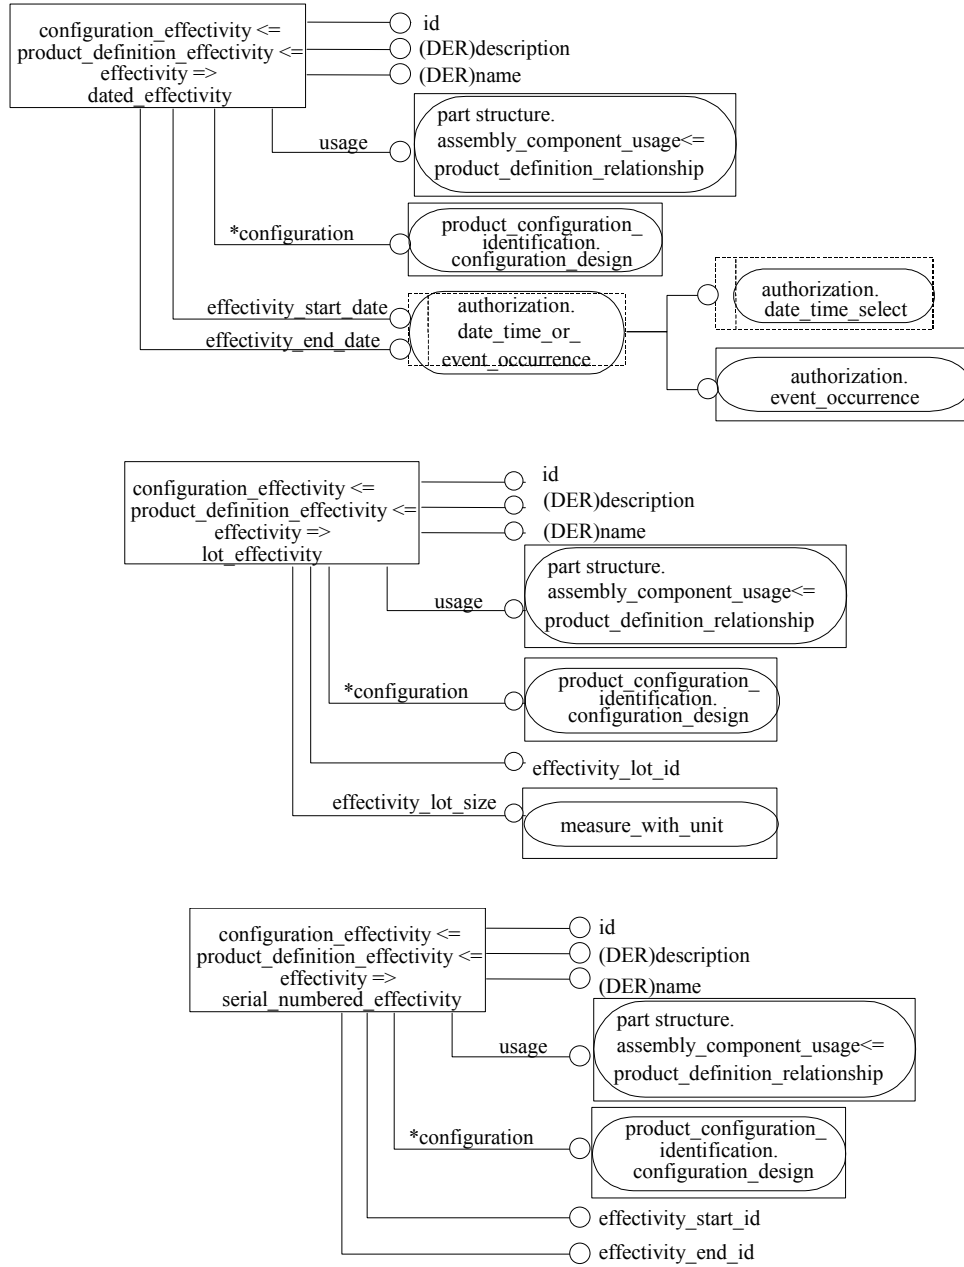 configuration_effectivity <=
product_definition_effectivity <=
effectivity =>
dated_effectivity
id
(DER)description
(DER)name
usage
part structure.
assembly_component_usage<=
product_definition_relationship
*configuration
product_configuration_
identification.
configuration_design
effectivity_start_date
effectivity_end_date
authorization.
date_time_or_
event_occurrence
authorization.
date_time_select
authorization.
event_occurrence
configuration_effectivity <=
product_definition_effectivity <=
effectivity =>
lot_effectivity
id
(DER)description
(DER)name
usage
part structure.
assembly_component_usage<=
product_definition_relationship
*configuration
product_configuration_
identification.
configuration_design
effectivity_lot_id
effectivity_lot_size
measure_with_unit
configuration_effectivity <=
product_definition_effectivity <=
effectivity =>
serial_numbered_effectivity
id
(DER)description
(DER)name
usage
part structure.
assembly_component_usage<=
product_definition_relationship
*configuration
product_configuration_
identification.
configuration_design
effectivity_start_id
effectivity_end_id